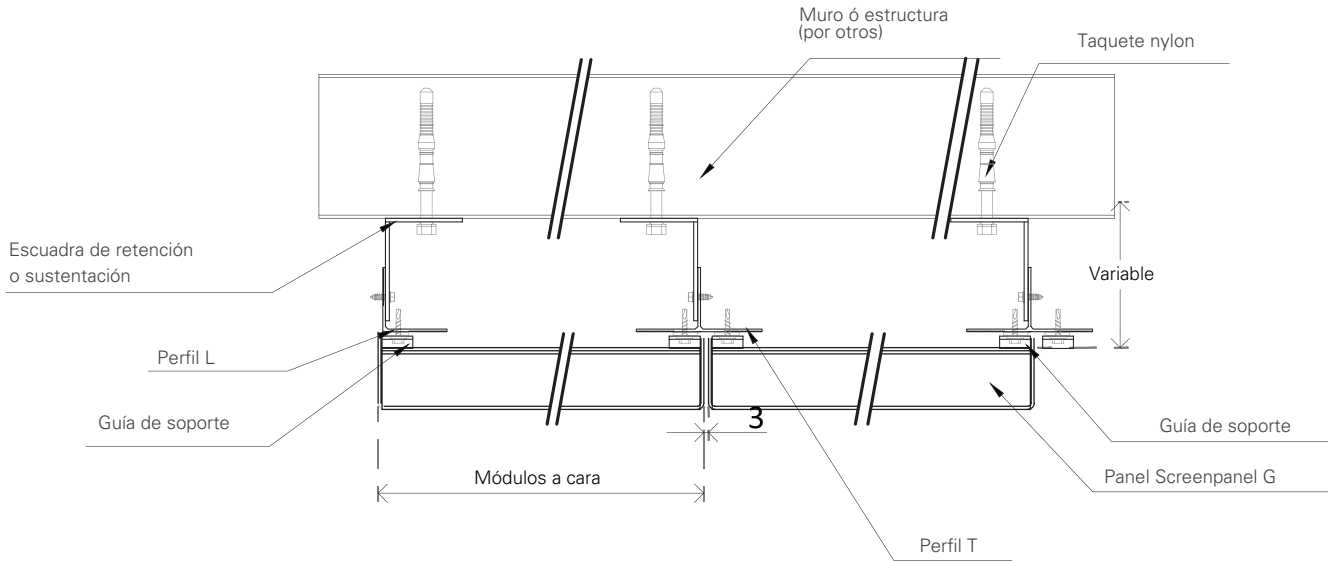 Muro ó estructura
(por otros)
Taquete nylon
Escuadra de retención
o sustentación
Variable
Perfil L
Guía de soporte
3
Guía de soporte
Módulos a cara
Panel Screenpanel G
Perfil T